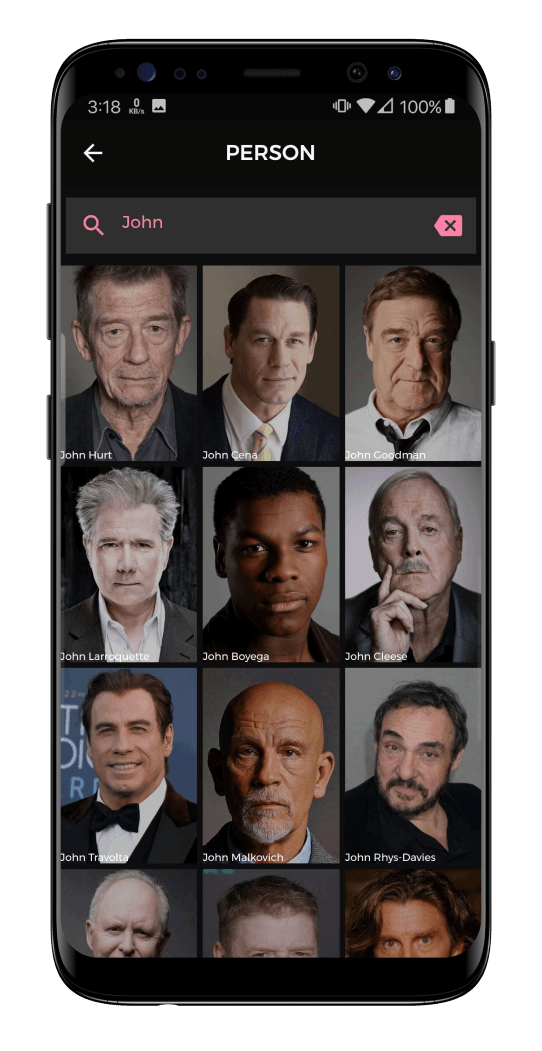 3:18
0
KB/s
100%
PERSON
John
John Hurt
John Cena
John Goodman
John Larroquette
John Boyega
John Cleese
22
John Travolta
John Malkovich
John Rhys-Davies